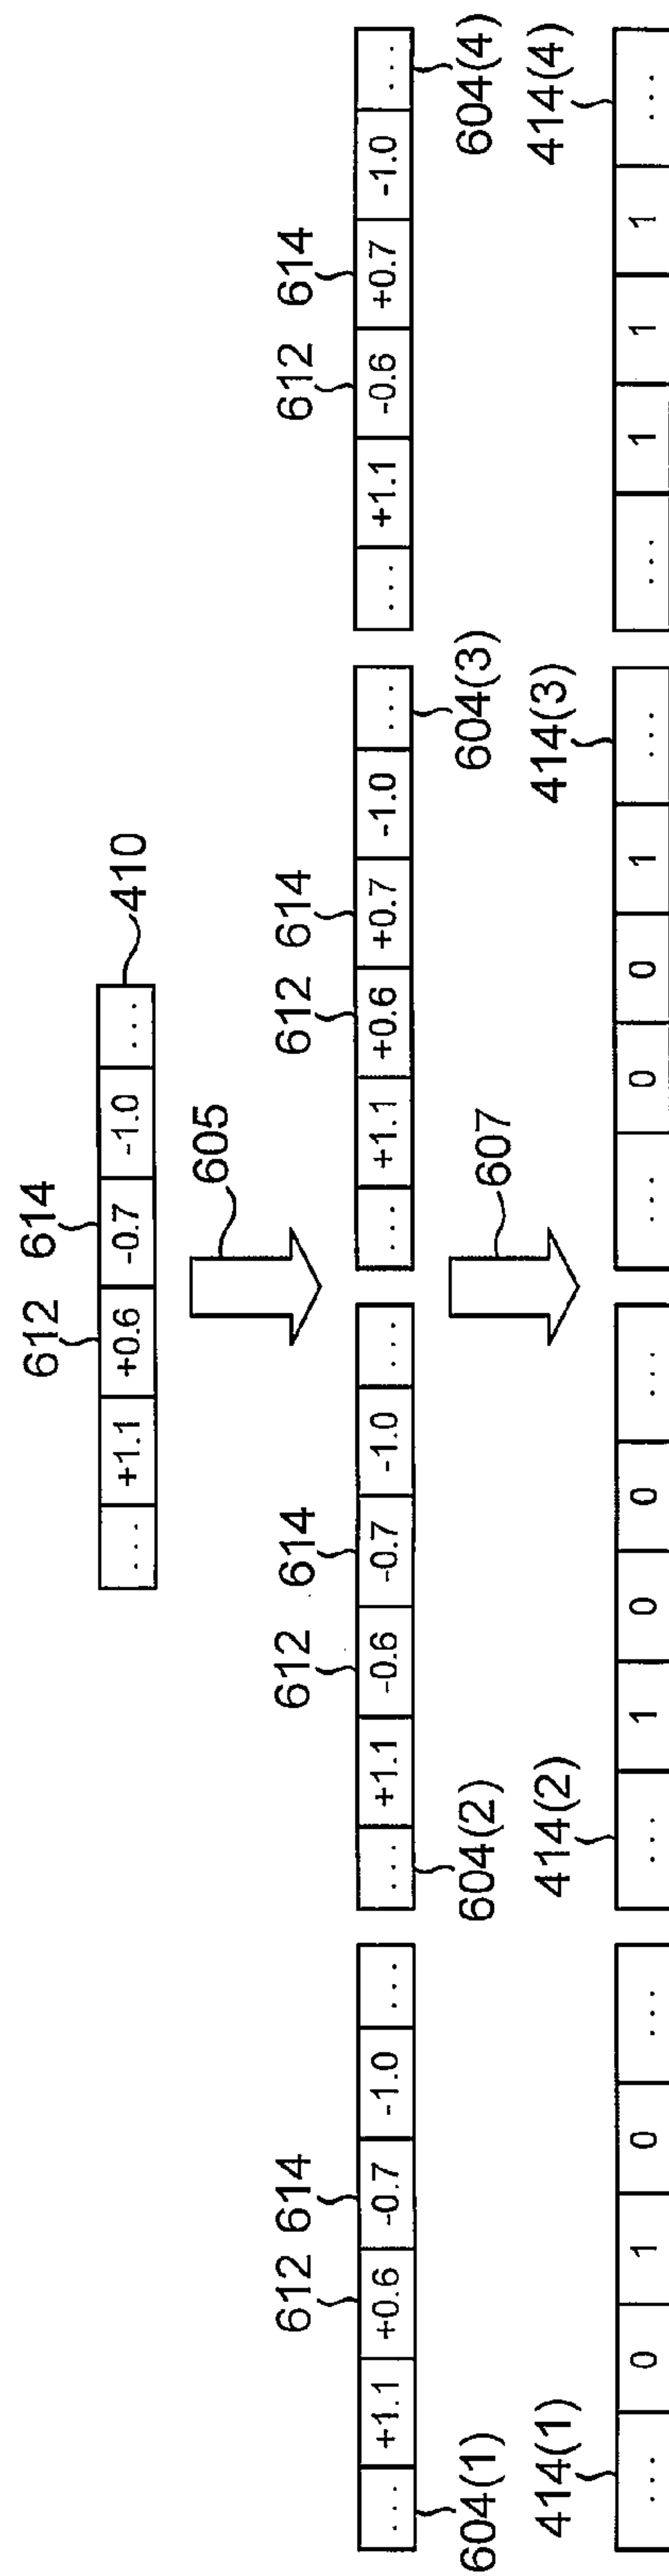 612 614
... +1.1 +0.6 -0.7 -1.0 ...
410
605
612 614
... +1.1 +0.6 -0.7 -1.0 ...
604(1)
612 614
... +1.1 -0.6 -0.7 -1.0 ...
604(2)
612 614
... +1.1 +0.6 +0.7 -1.0 ...
604(3)
612 614
... +1.1 -0.6 +0.7 -1.0 ...
604(4)
607
414(1)
... 0 1 0 ...
414(2)
... 1 0 0 ...
414(3)
... 0 0 1 ...
414(4)
... 1 1 1 ...